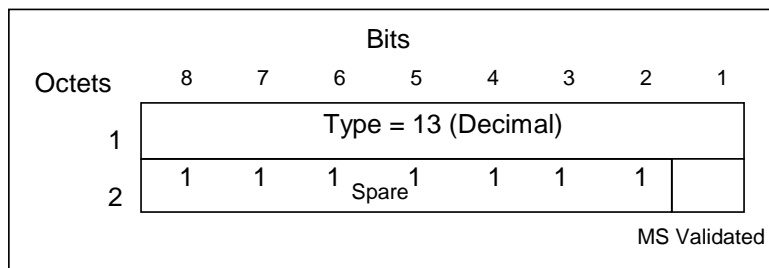 Bits
Octets 8 7 6 5 4 3 2 1
1 Type = 13 (Decimal)
2 1 1 1 1 1 1 1
Spare
MS Validated